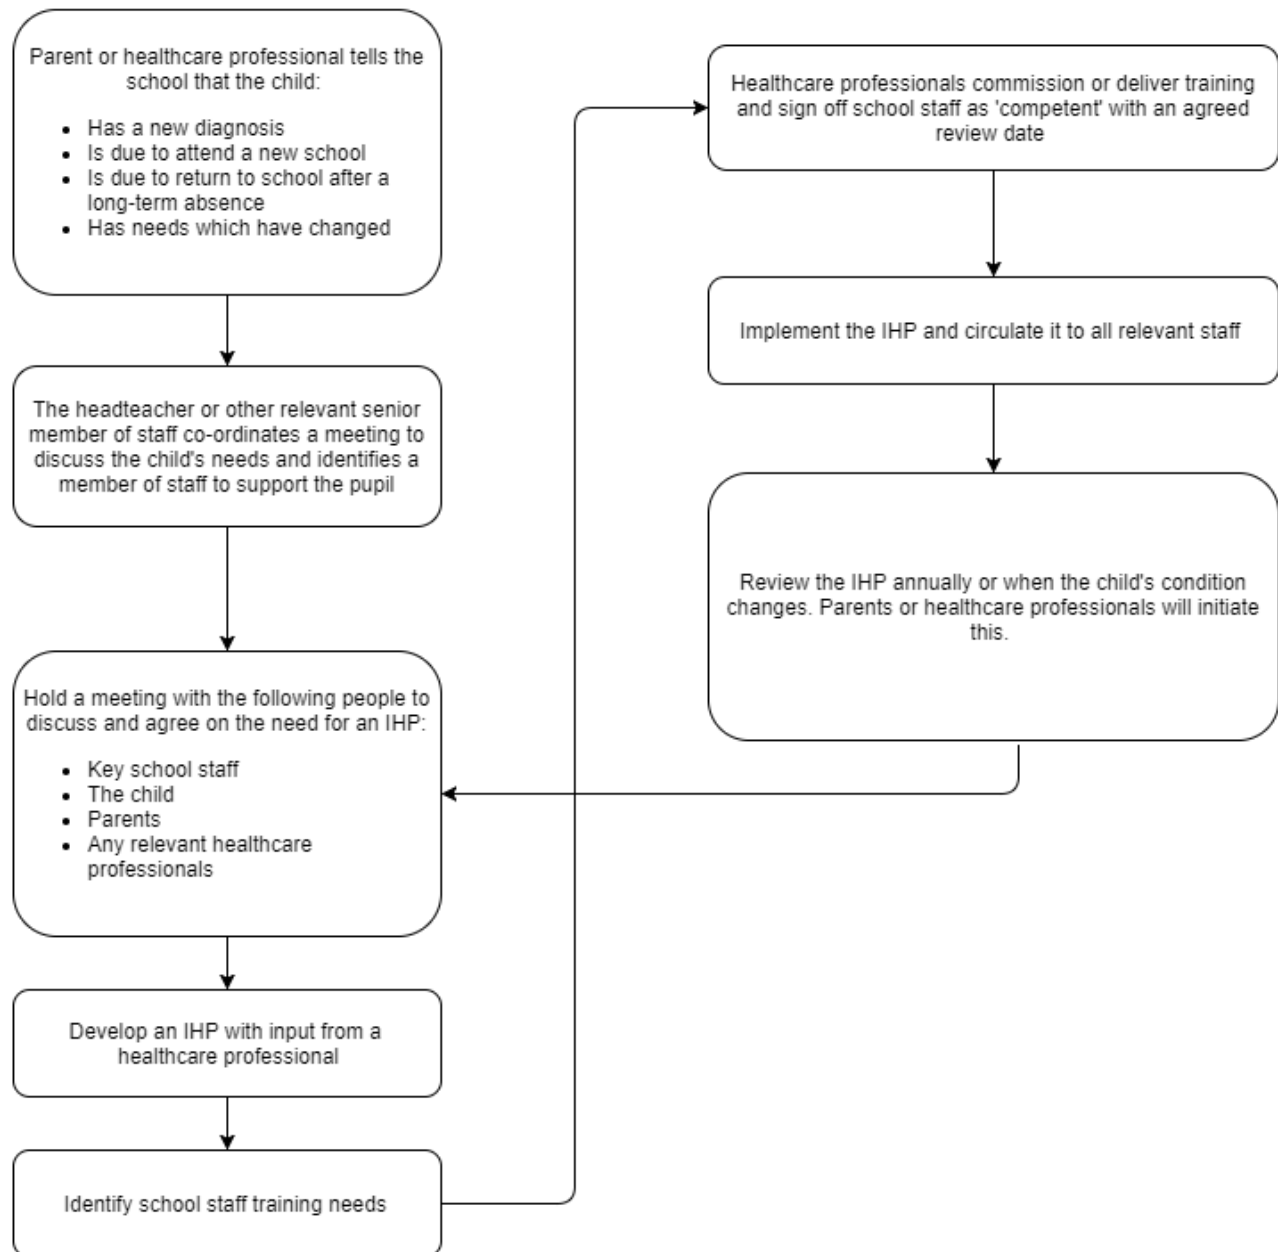 Parent or healthcare professional tells the
school that the child:
• Has a new diagnosis
• Is due to attend a new school
• Is due to return to school after a
long-term absence
• Has needs which have changed
The headteacher or other relevant senior
member of staff co-ordinates a meeting to
discuss the child's needs and identifies a
member of staff to support the pupil
Hold a meeting with the following people to
discuss and agree on the need for an IHP:
• Key school staff
• The child
• Parents
• Any relevant healthcare
professionals
Develop an IHP with input from a
healthcare professional
Identify school staff training needs
Healthcare professionals commission or deliver training
and sign off school staff as 'competent' with an agreed
review date
Implement the IHP and circulate it to all relevant staff
Review the IHP annually or when the child's condition
changes. Parents or healthcare professionals will initiate
this.